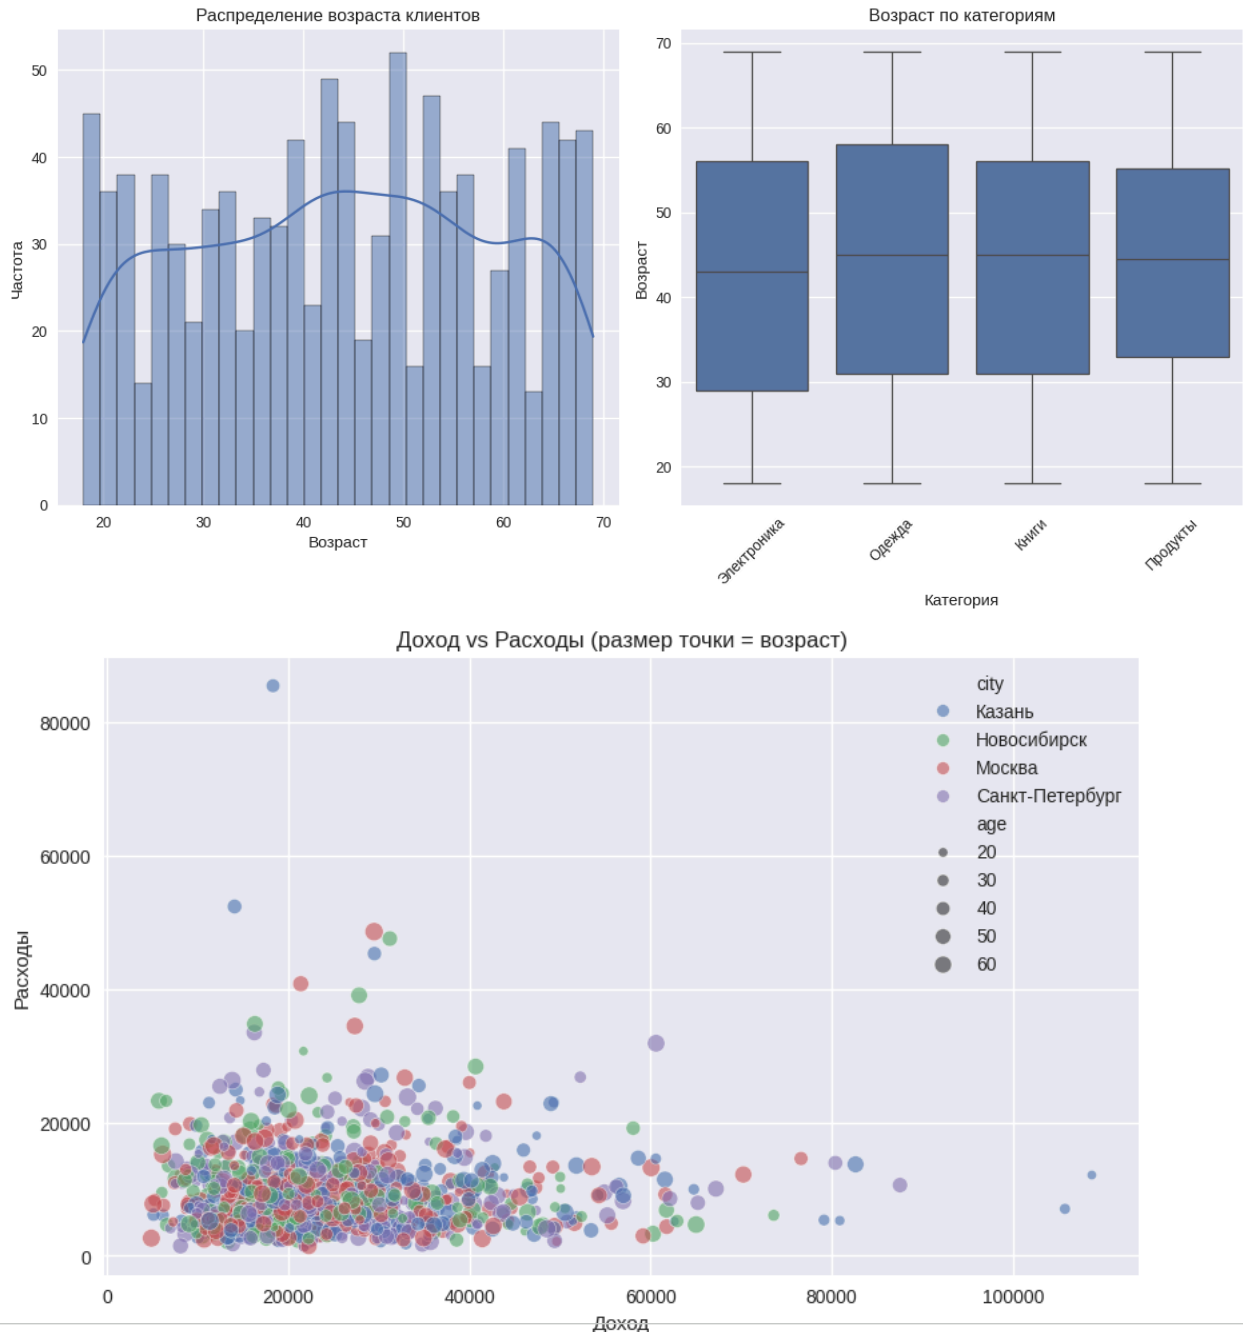 Распределение возраста клиентов
50
40
30
20
10
0
Частота
20 30 40 50 60 70
Возраст
Возраст по категориям
70
60
50
40
30
20
Возраст
Электроника Одежда Книги Продукты
Категория
Доход vs Расходы (размер точки = возраст)
80000
60000
40000
20000
0
Расходы
city
Казань
Новосибирск
Москва
Санкт-Петербург
age
20
30
40
50
60
0 20000 40000 60000 80000 100000
Доход